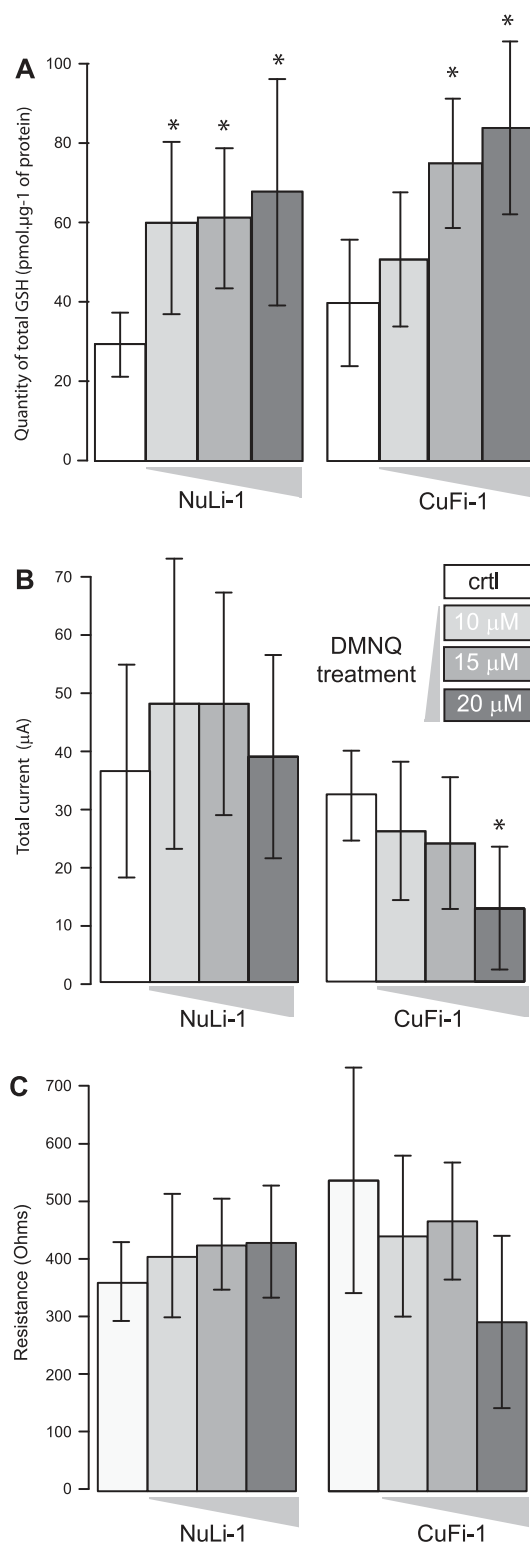 A
Quantity of total GSH (pmol.µg-1 of protein)
100
80
60
40
20
0
*
*
*
*
*
NuLi-1
CuFi-1
B
Total current (µA)
70
60
50
40
30
20
10
0
DMNQ
treatment
crtl
10 µM
15 µM
20 µM
*
NuLi-1
CuFi-1
C
Resistance (Ohms)
700
600
500
400
300
200
100
0
NuLi-1
CuFi-1